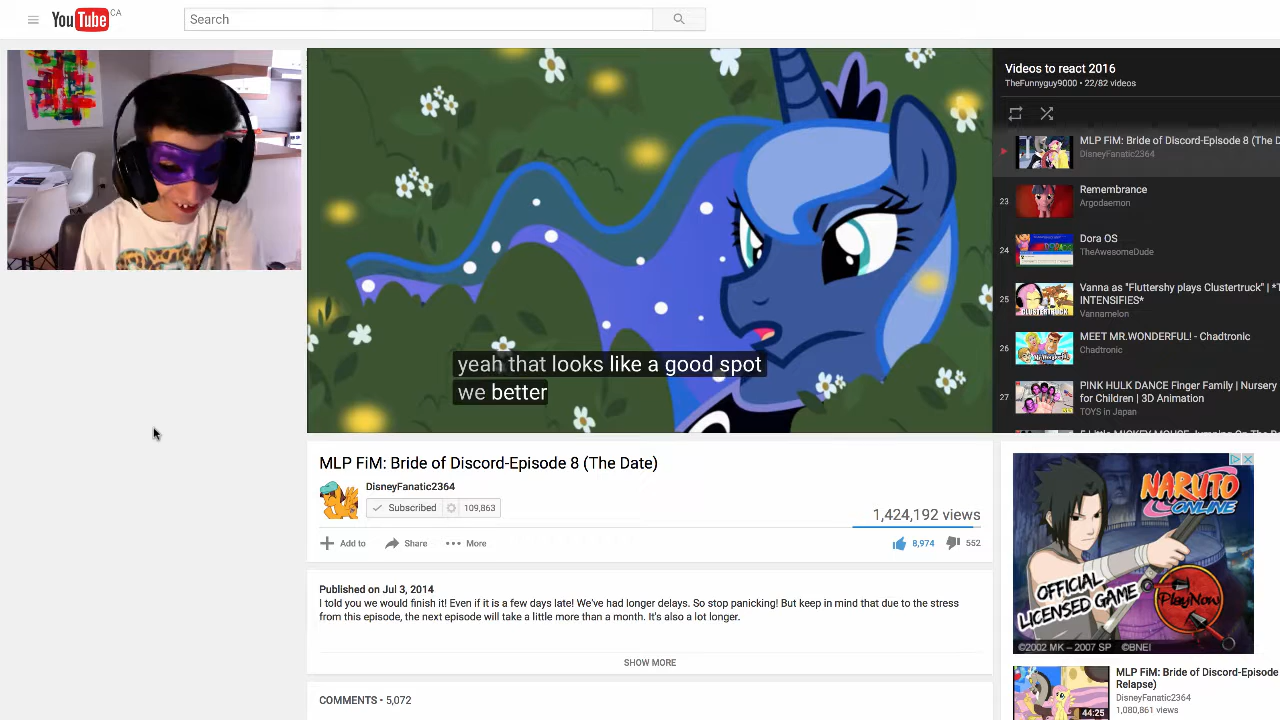 YouTube CA
Search
Videos to react 2016
TheFunnyguy9000 • 22/82 videos
MLP FiM: Bride of Discord-Episode 8 (The D
DisneyFanatic2364
23
Remembrance
Argodaemon
24
Dora OS
TheAwesomeDude
25
Vanna as "Fluttershy plays Clustertruck" | *T
INTENSIFIES*
Vannamelon
CLUSTERTRUCK
26
MEET MR.WONDERFUL! - Chadtronic
Chadtronic
27
PINK HULK DANCE Finger Family | Nursery
for Children | 3D Animation
TOYS in Japan
yeah that looks like a good spot
we better
MLP FiM: Bride of Discord-Episode 8 (The Date)
DisneyFanatic2364
Subscribed 109,863
1,424,192 views
Add to Share More
8,974 552
Published on Jul 3, 2014
I told you we would finish it! Even if it is a few days late! We've had longer delays. So stop panicking! But keep in mind that due to the stress
from this episode, the next episode will take a little more than a month. It's also a lot longer.
SHOW MORE
COMMENTS • 5,072
NARUTO
ONLINE
OFFICIAL
LICENSED GAME
PlayNow
©2002 MK – 2007 SP ©BNEI
MLP FiM: Bride of Discord-Episode
Relapse)
DisneyFanatic2364
1,080,861 views
44:25